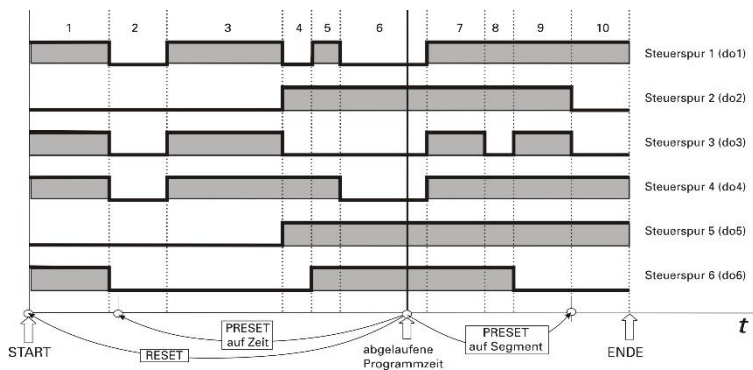 1 2 3 4 5 6 7 8 9 10
Steuerspur 1 (do1)
Steuerspur 2 (do2)
Steuerspur 3 (do3)
Steuerspur 4 (do4)
Steuerspur 5 (do5)
Steuerspur 6 (do6)
START
RESET
PRESET
auf Zeit
abgelaufene
Programmzeit
PRESET
auf Segment
ENDE
t